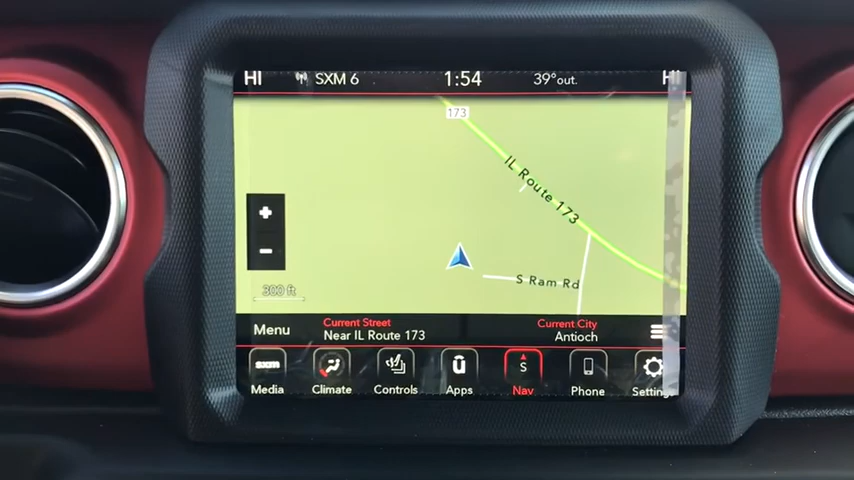 HI SXM 6 1:54 39°out. HI
173
IL Route 173
S Ram Rd
300 ft
Menu
Current Street
Near IL Route 173
Current City
Antioch
sxm
S
Media Climate Controls Apps Nav Phone Settings